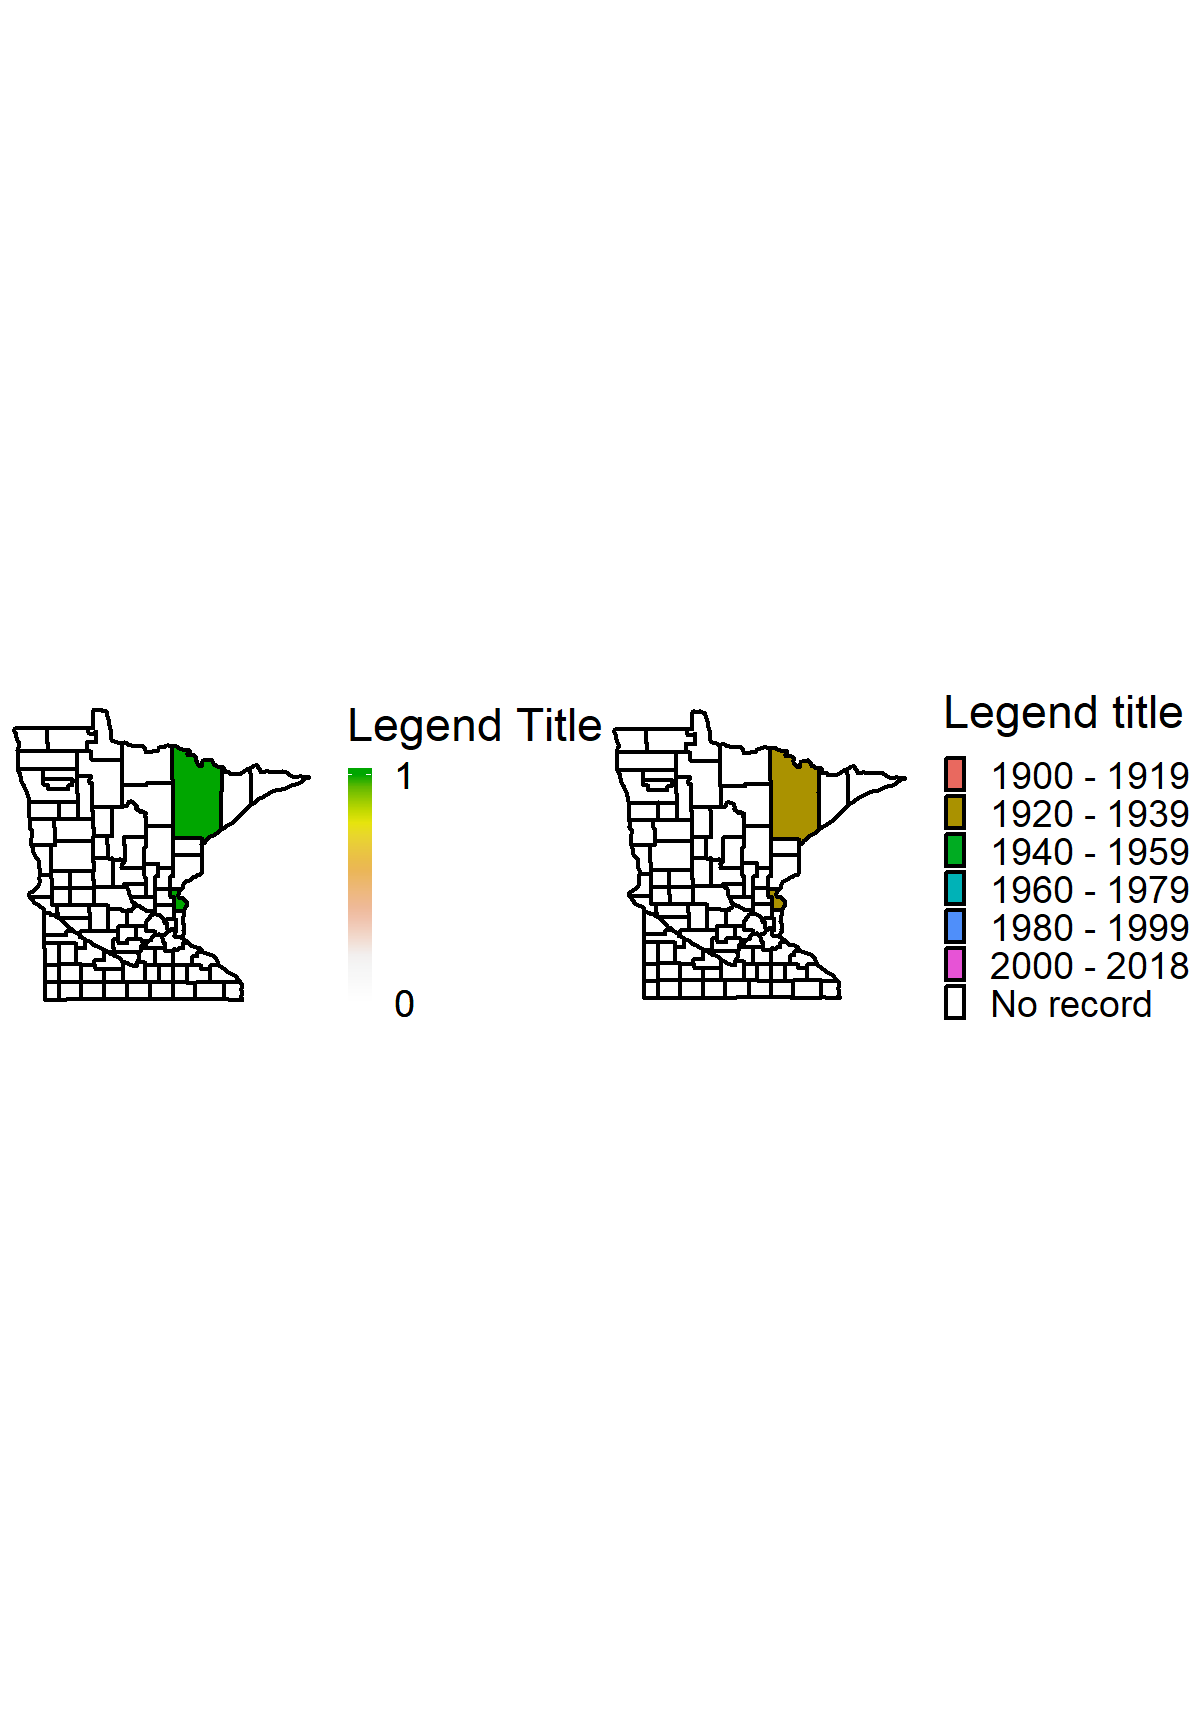 Legend Title
1
0
Legend title
1900 - 1919
1920 - 1939
1940 - 1959
1960 - 1979
1980 - 1999
2000 - 2018
No record